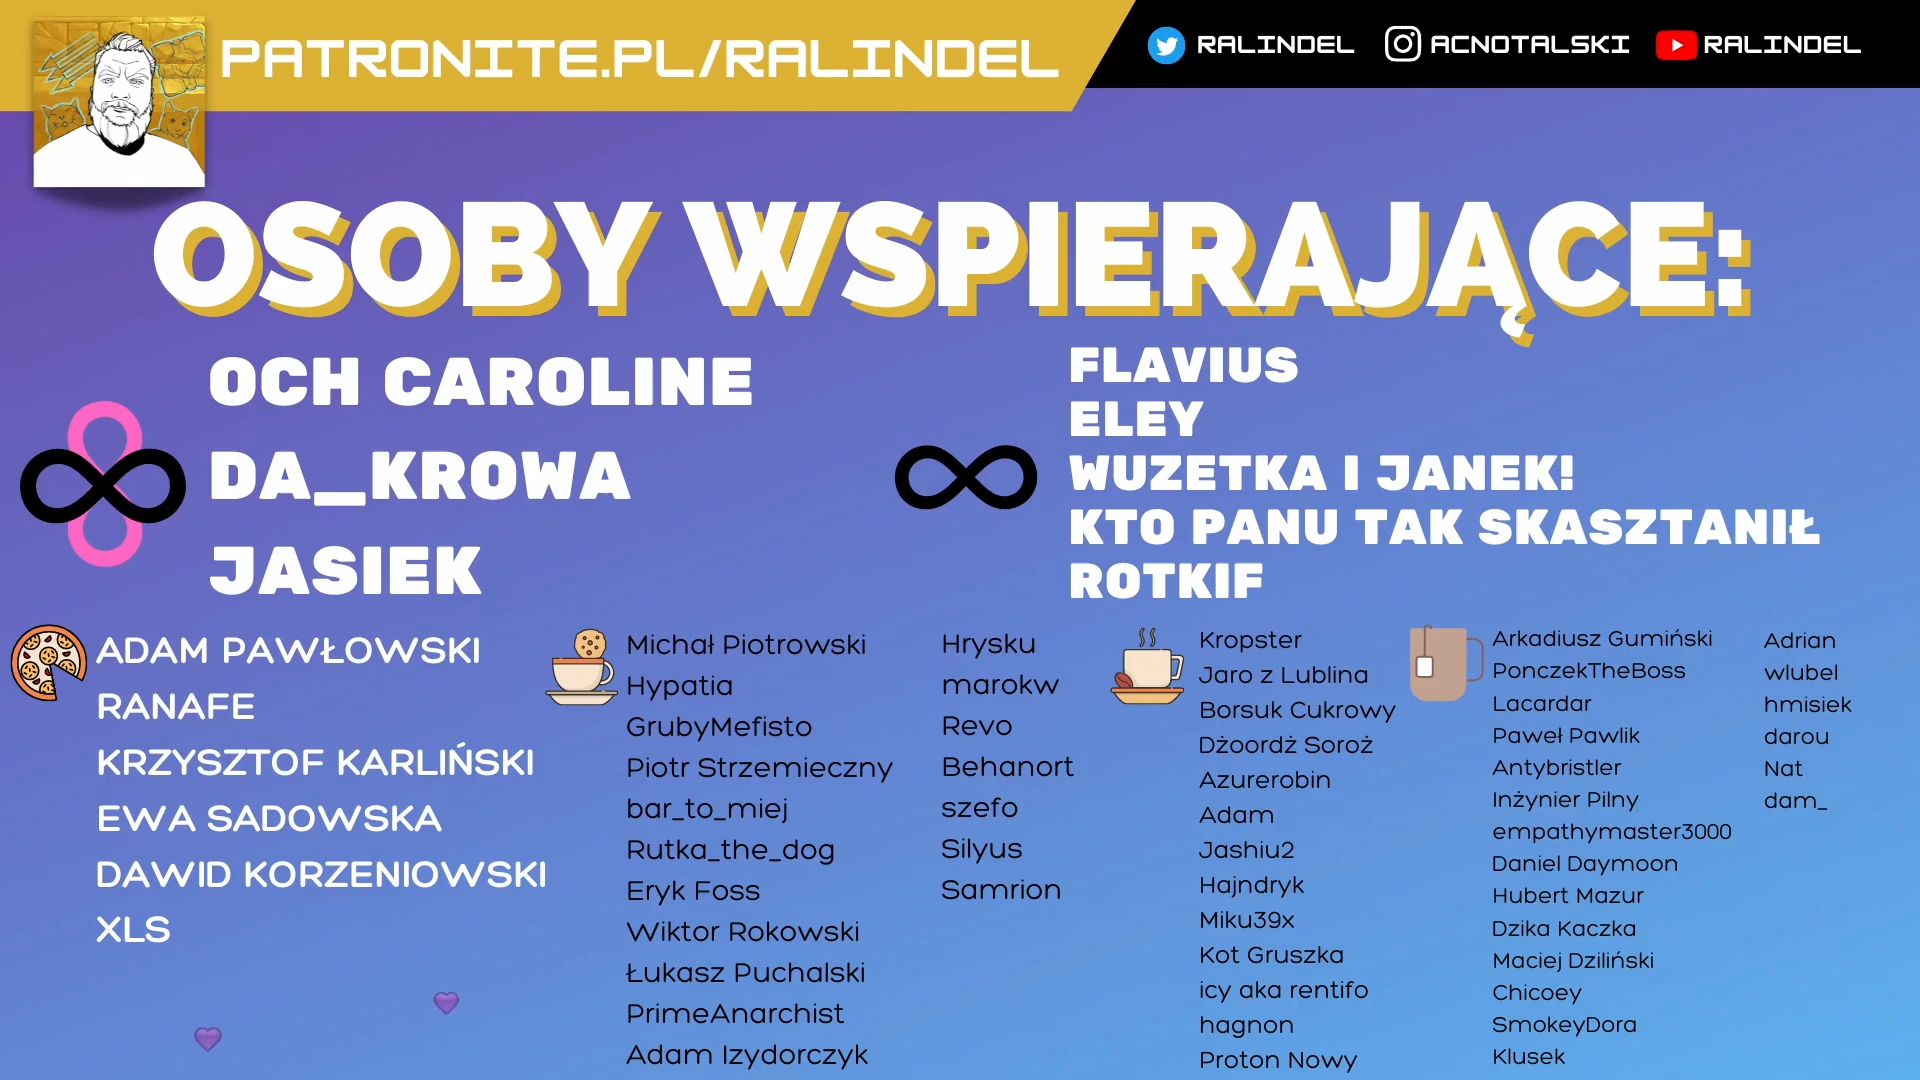 PATRONITE.PL/RALINDEL
RALINDEL
ACNOTALSKI
RALINDEL
OSOBY WSPIERAJĄCE:
OCH CAROLINE
DA_KROWA
JASIEK
FLAVIUS
ELEY
WUZETKA I JANEK!
KTO PANU TAK SKASZTANIŁ
ROTKIF
ADAM PAWŁOWSKI
RANAFE
KRZYSZTOF KARLIŃSKI
EWA SADOWSKA
DAWID KORZENIOWSKI
XLS
Michał Piotrowski
Hypatia
GrubyMefisto
Piotr Strzemieczny
bar_to_miej
Rutka_the_dog
Eryk Foss
Wiktor Rokowski
Łukasz Puchalski
PrimeAnarchist
Adam Izydorczyk
Hrysku
marokw
Revo
Behanort
szefo
Silyus
Samrion
Kropster
Jaro z Lublina
Borsuk Cukrowy
Dżoordż Soroż
Azurerobin
Adam
Jashiu2
Hajndryk
Miku39x
Kot Gruszka
icy aka rentifo
hagnon
Proton Nowy
Arkadiusz Gumiński
PonczekTheBoss
Lacardar
Paweł Pawlik
Antybristler
Inżynier Pilny
empathymaster3000
Daniel Daymoon
Hubert Mazur
Dzika Kaczka
Maciej Dziliński
Chicoey
SmokeyDora
Klusek
Adrian
wlubel
hmisiek
darou
Nat
dam_